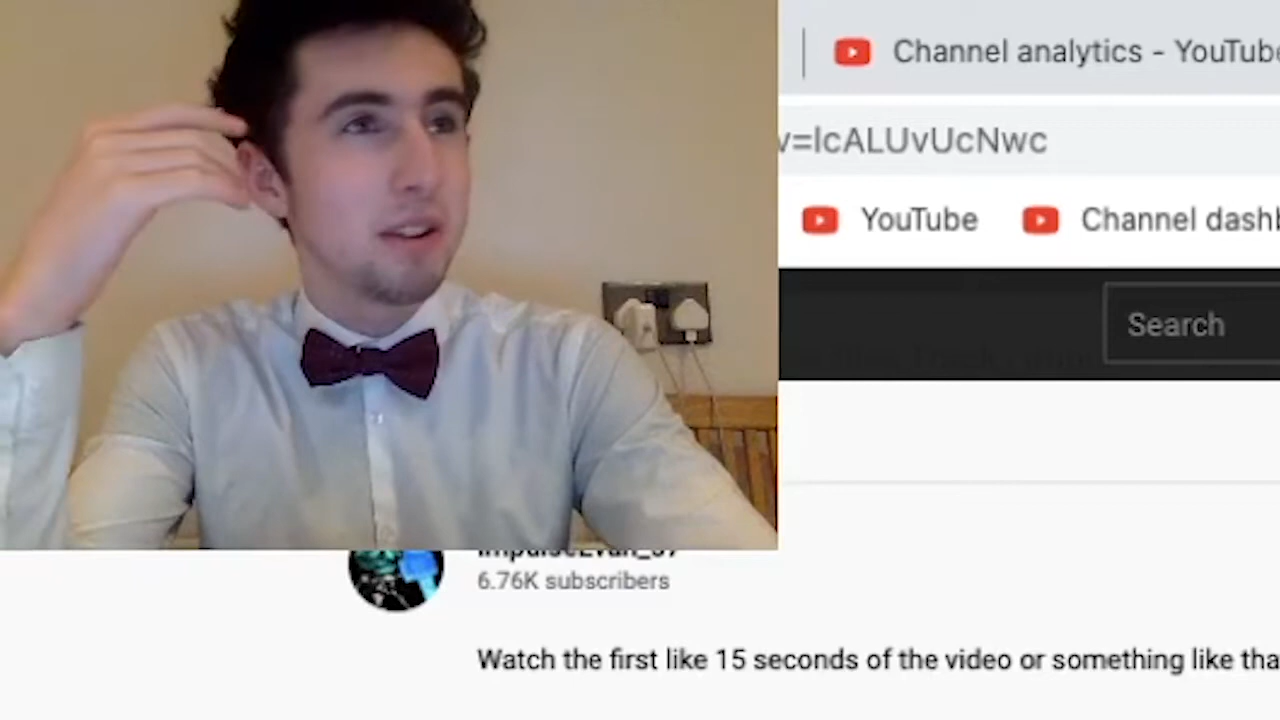 Channel analytics - YouTube
v=lcALUvUcNwc
YouTube
Channel dashb
Search
6.76K subscribers
Watch the first like 15 seconds of the video or something like tha